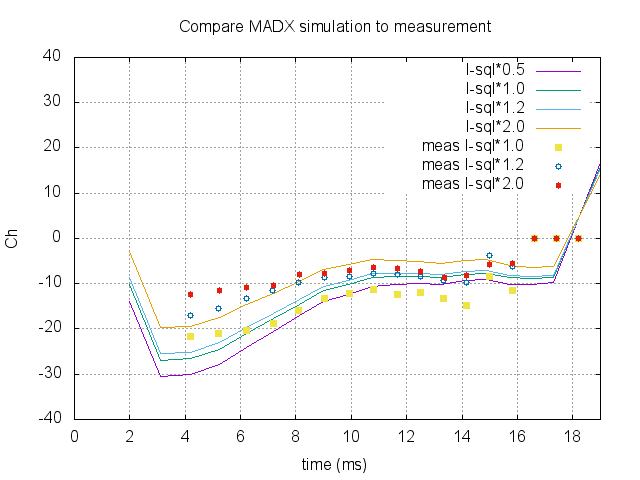 Compare MADX simulation to measurement
40
30
20
10
0
-10
-20
-30
-40
Ch
I-sql*0.5
I-sql*1.0
I-sql*1.2
I-sql*2.0
meas I-sql*1.0
meas I-sql*1.2
meas I-sql*2.0
0 2 4 6 8 10 12 14 16 18
time (ms)